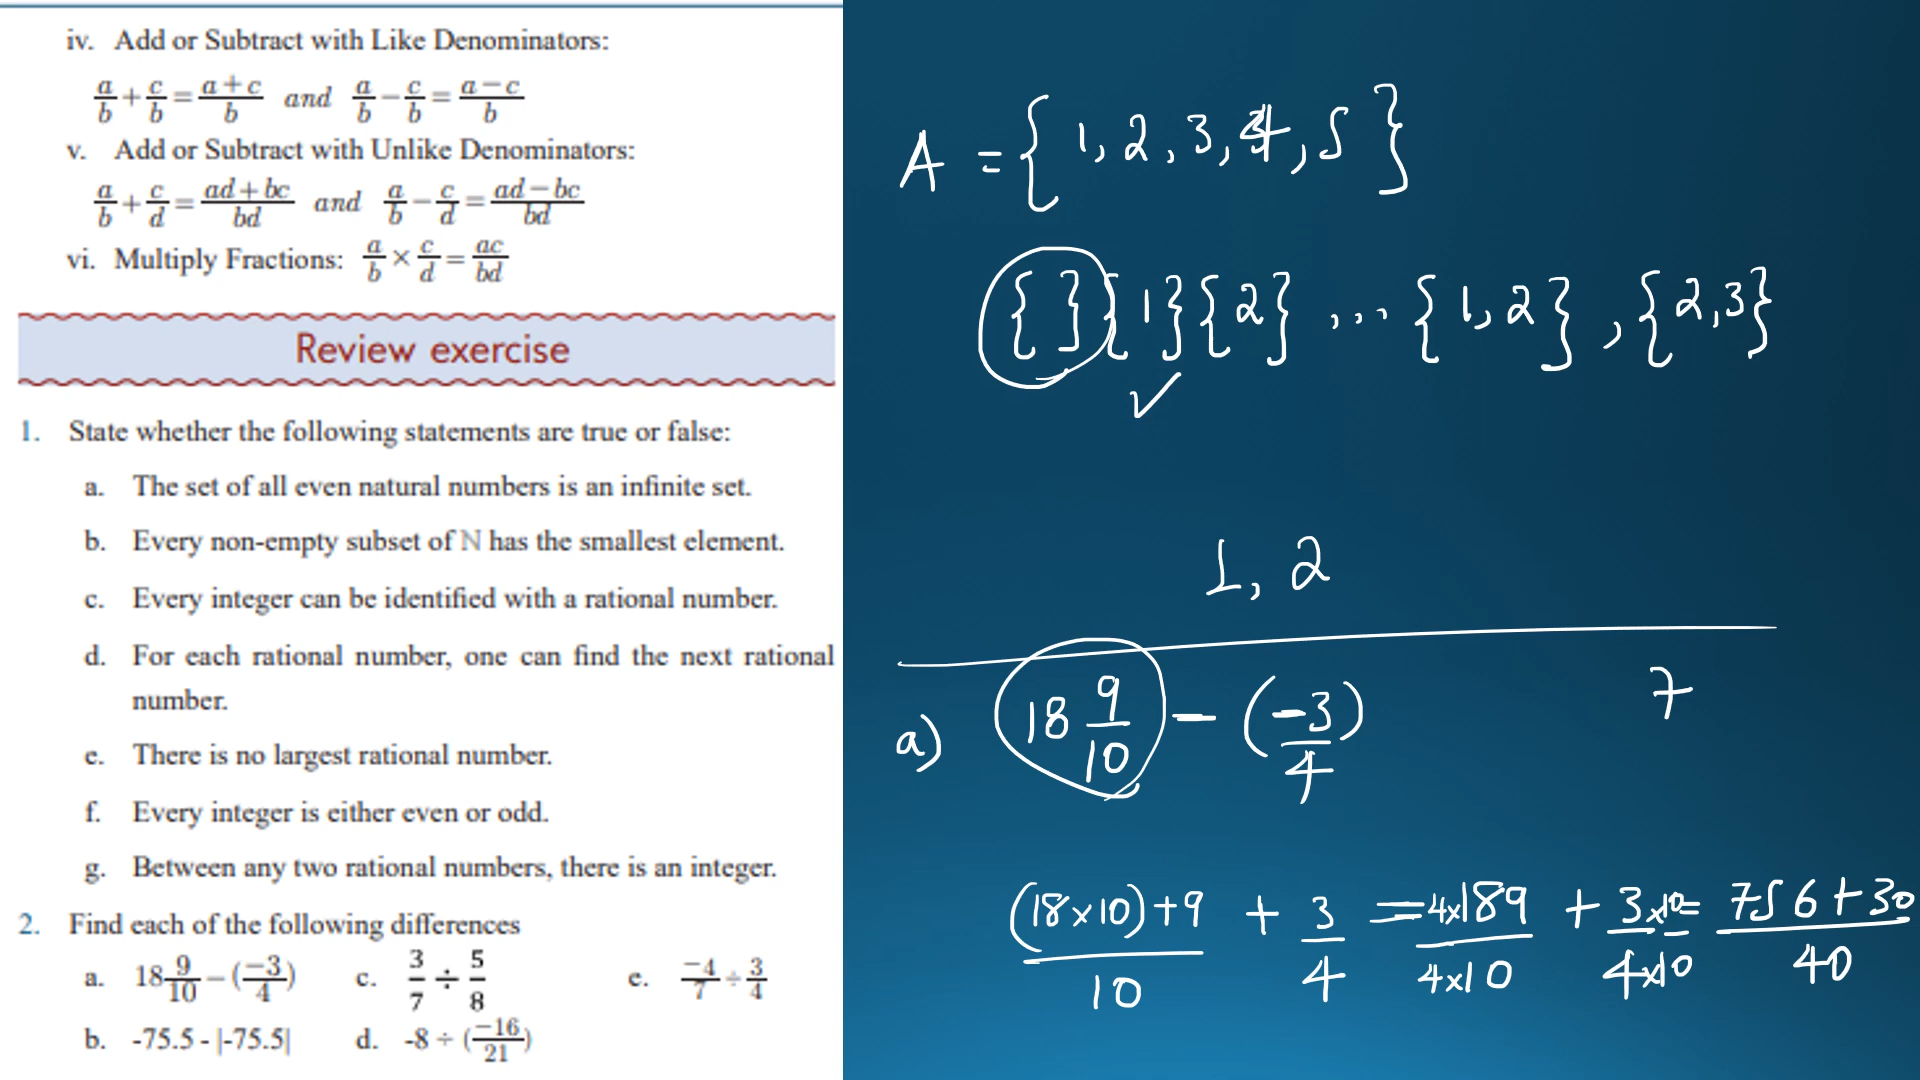 iv. Add or Subtract with Like Denominators:
a/b + c/b = a+c/b and a/b − c/b = a−c/b
v. Add or Subtract with Unlike Denominators:
a/b + c/d = ad+bc/bd and a/b − c/d = ad−bc/bd
vi. Multiply Fractions: a/b × c/d = ac/bd
Review exercise
1. State whether the following statements are true or false:
a. The set of all even natural numbers is an infinite set.
b. Every non-empty subset of ℕ has the smallest element.
c. Every integer can be identified with a rational number.
d. For each rational number, one can find the next rational
number.
e. There is no largest rational number.
f. Every integer is either even or odd.
g. Between any two rational numbers, there is an integer.
2. Find each of the following differences
a. 18 9/10 − (−3/4) c. 3/7 ÷ 5/8 e. −4/7 ÷ 3/4
b. -75.5 - |-75.5| d. -8 ÷ (−16/21)
A = { 1, 2, 3, 4, 5 }
{ } { 1 } { 2 } , , , { 1, 2 } , { 2, 3 }
1, 2
a) 18 9/10 − (−3/4) 7
(18×10)+9/10 + 3/4 = 4×189/4×10 + 3×10/4×10 = 756+30/40